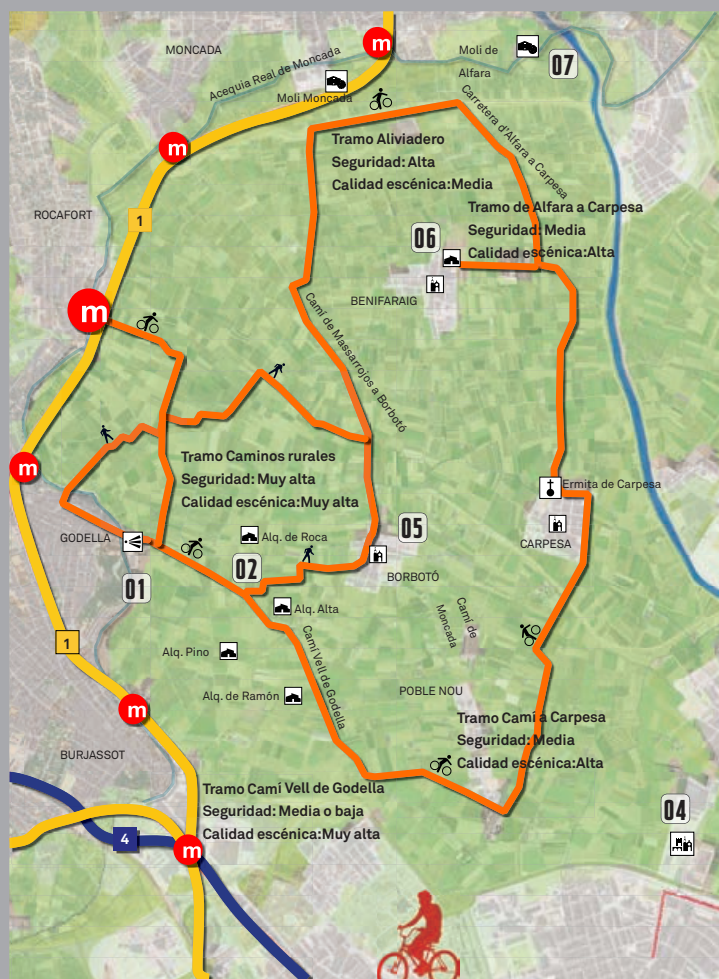 MONCADA
m
Moli de
Alfara
07
Acequia Real de Moncada
Moli Moncada
Carretera d'Alfara a Carpesa
m
Tramo Aliviadero
Seguridad: Alta
Calidad escénica:Media
ROCAFORT
1
Tramo de Alfara a Carpesa
Seguridad: Media
Calidad escénica:Alta
06
BENIFARAIG
m
Camí de Massarrojos a Borbotó
m
Tramo Caminos rurales
Seguridad: Muy alta
Calidad escénica:Muy alta
Ermita de Carpesa
CARPESA
GODELLA
01
Alq. de Roca
02
05
BORBOTÓ
Alq. Alta
Camí de
Moncada
1
Alq. Pino
Camí Vell de Godella
Alq. de Ramón
POBLE NOU
m
Tramo Camí a Carpesa
Seguridad: Media
Calidad escénica:Alta
BURJASSOT
Tramo Camí Vell de Godella
Seguridad: Media o baja
Calidad escénica:Muy alta
04
4
m